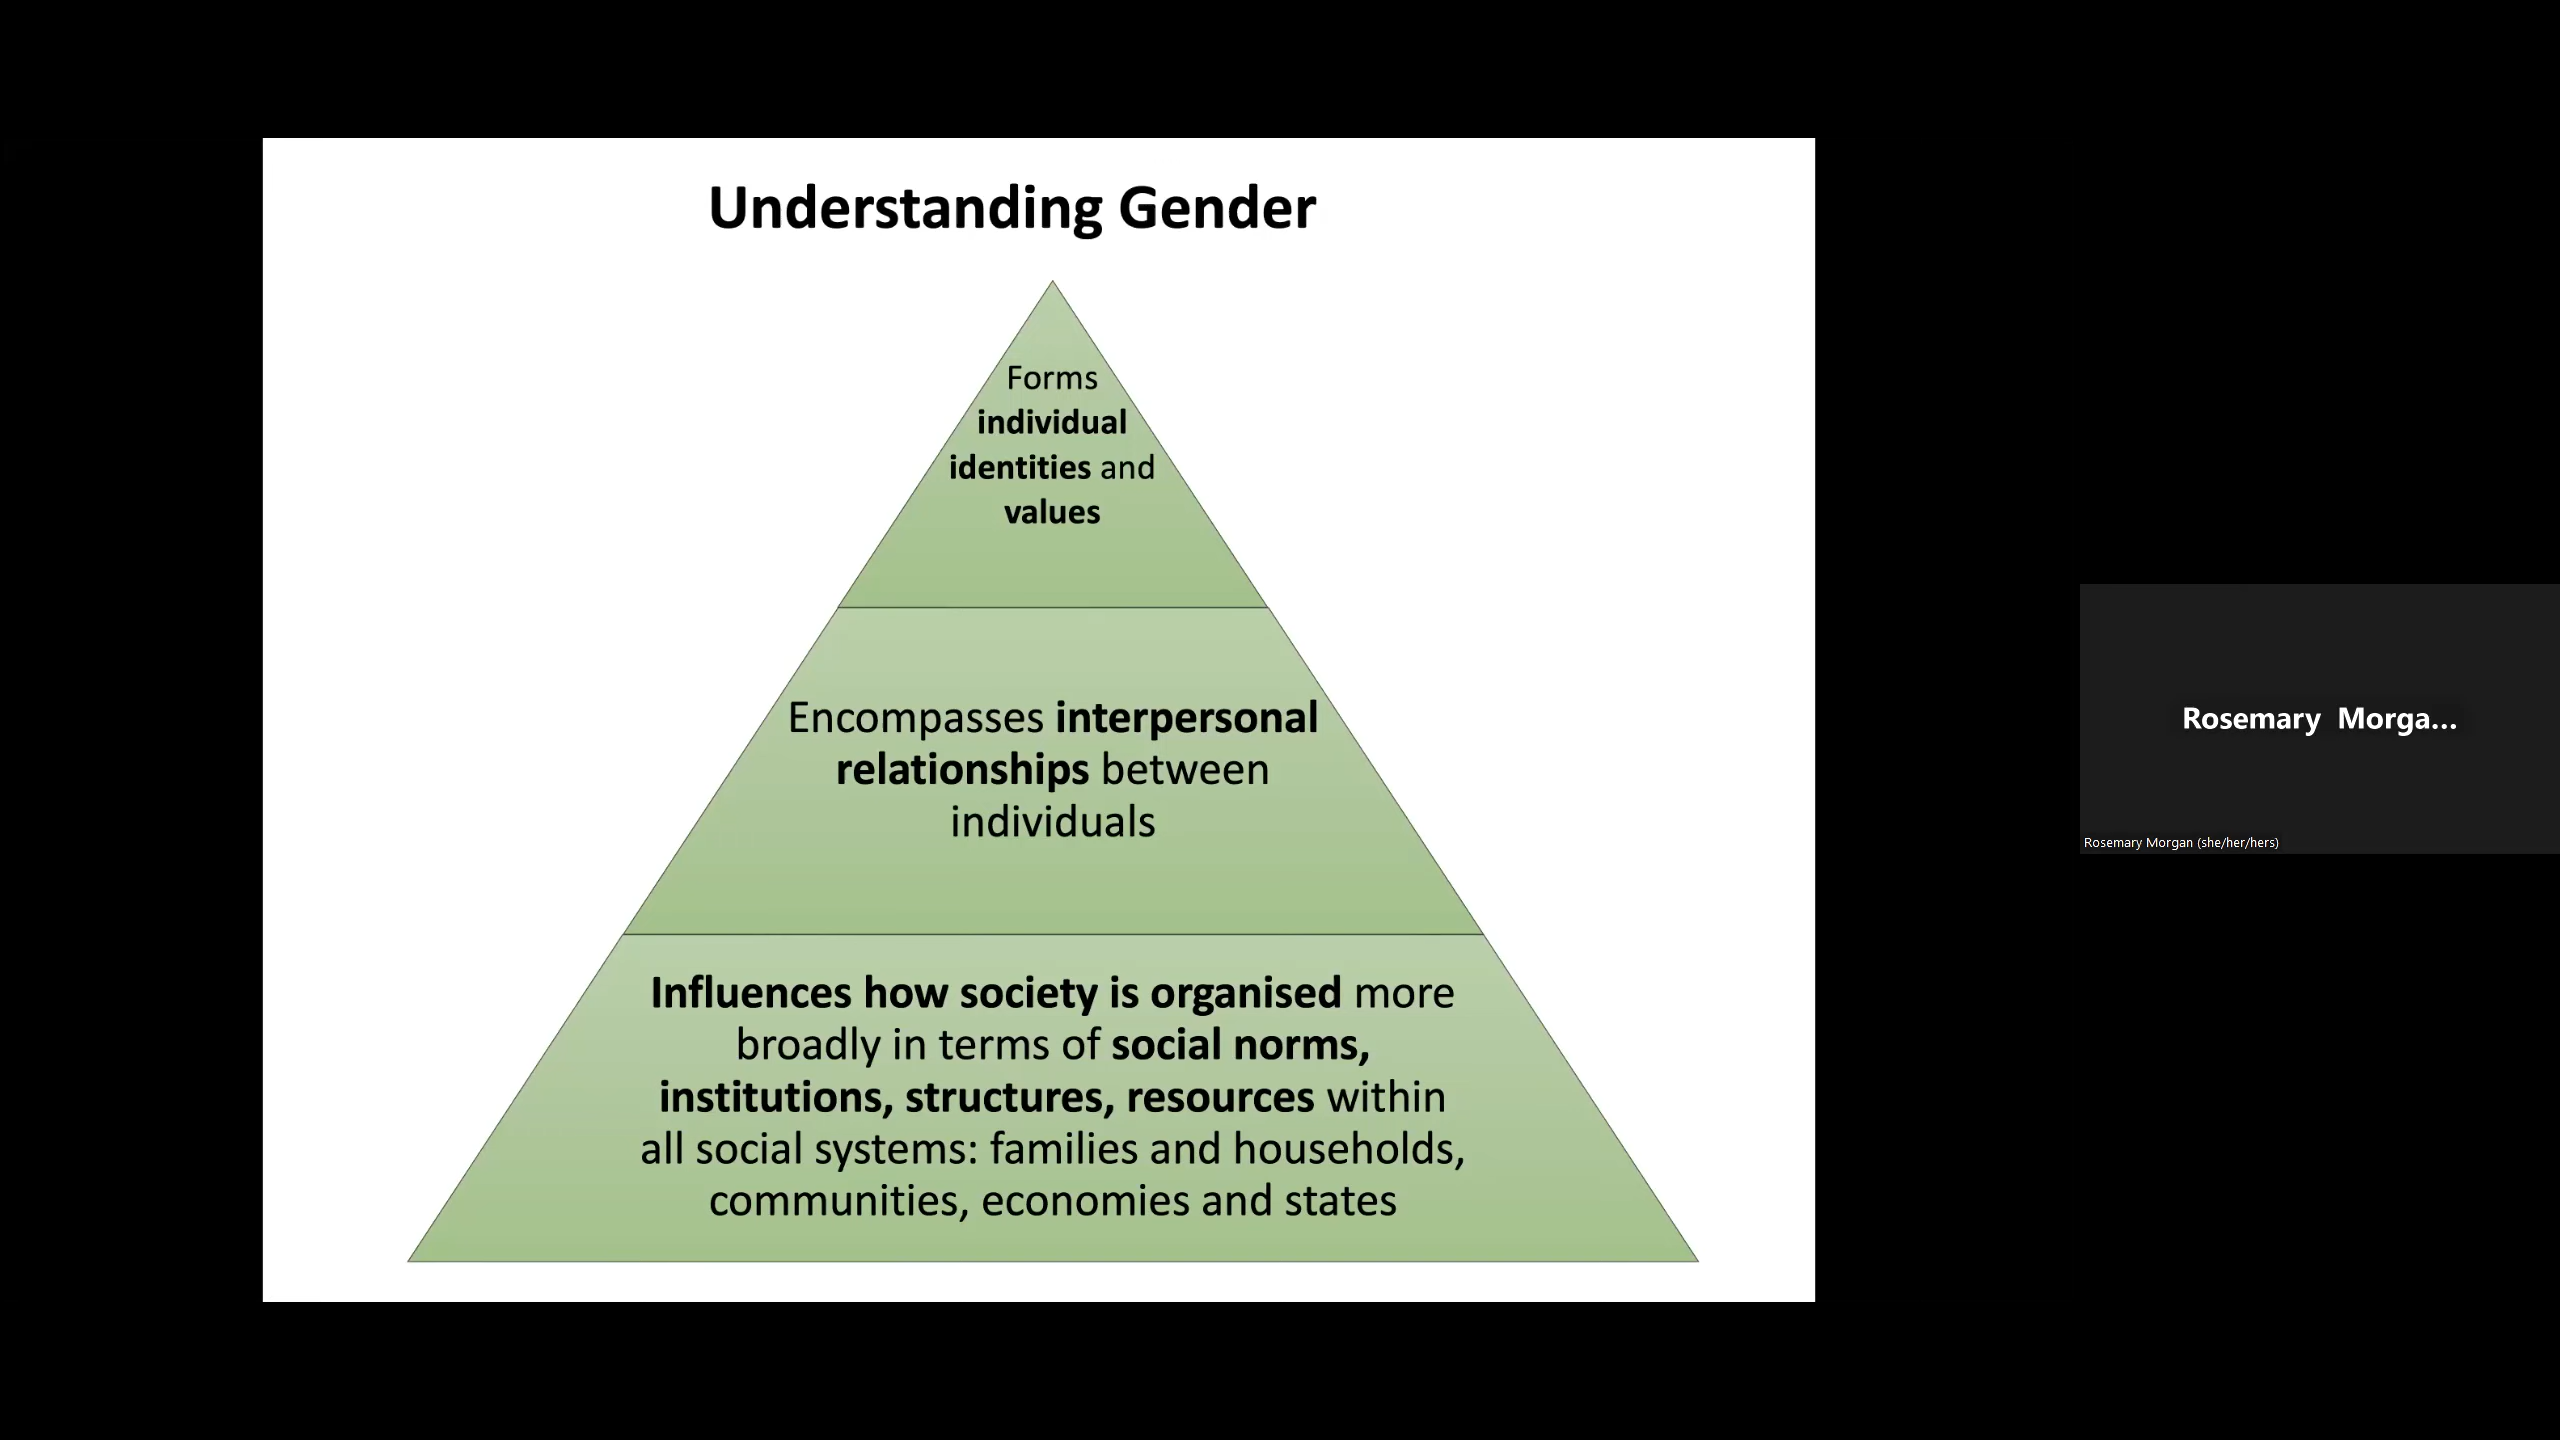 Understanding Gender
Forms
individual
identities and
values
Encompasses interpersonal
relationships between
individuals
Influences how society is organised more
broadly in terms of social norms,
institutions, structures, resources within
all social systems: families and households,
communities, economies and states
Rosemary Morga...
Rosemary Morgan (she/her/hers)